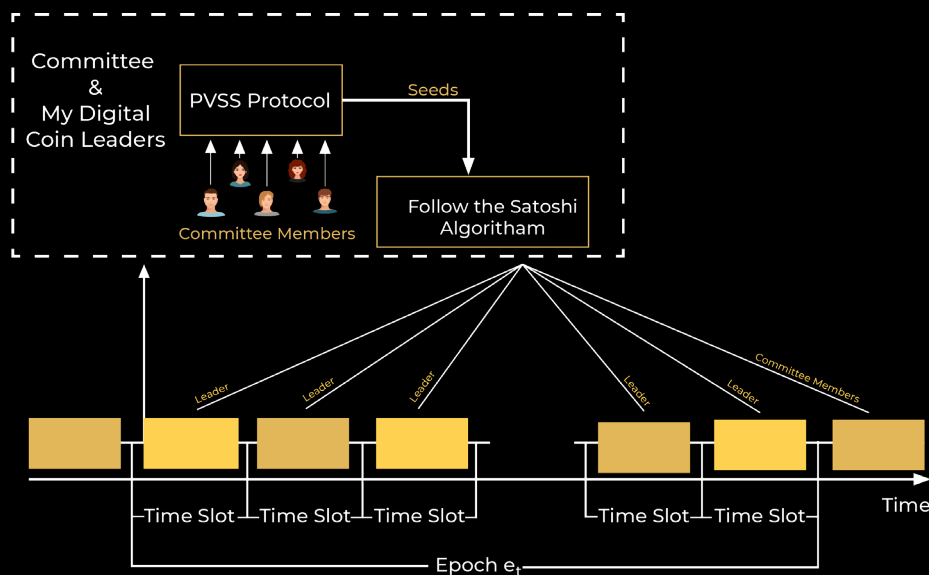 Committee
&
My Digital
Coin Leaders
PVSS Protocol
Seeds
Committee Members
Follow the Satoshi
Algoritham
Leader
Leader
Leader
Leader
Leader
Committee Members
Time
Time Slot
Time Slot
Time Slot
Time Slot
Time Slot
Epoch et